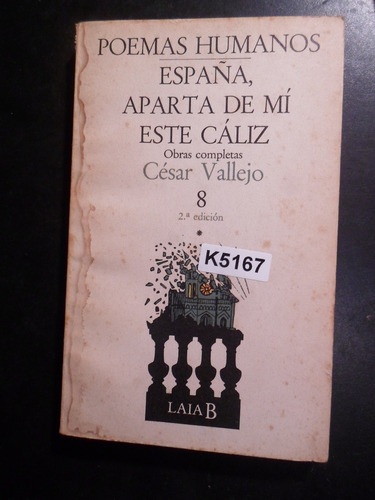 POEMAS HUMANOS
ESPAÑA,
APARTA DE MÍ
ESTE CÁLIZ
Obras completas
César Vallejo
8
2.ª edición
K5167
LAIA B